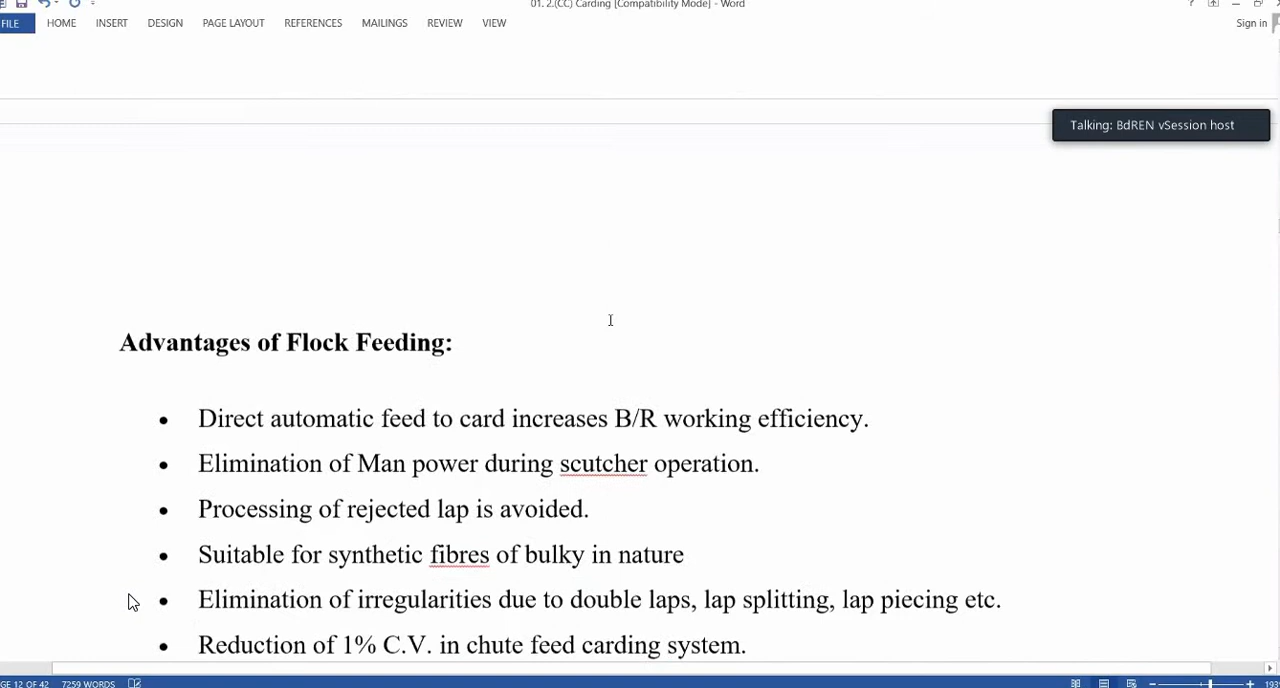 01. 2.(CC) Carding [Compatibility Mode] - Word
FILE HOME INSERT DESIGN PAGE LAYOUT REFERENCES MAILINGS REVIEW VIEW Sign in
Talking: BdREN vSession host
Advantages of Flock Feeding:
• Direct automatic feed to card increases B/R working efficiency.
• Elimination of Man power during scutcher operation.
• Processing of rejected lap is avoided.
• Suitable for synthetic fibres of bulky in nature
• Elimination of irregularities due to double laps, lap splitting, lap piecing etc.
• Reduction of 1% C.V. in chute feed carding system.
GE 12 OF 42 7259 WORDS